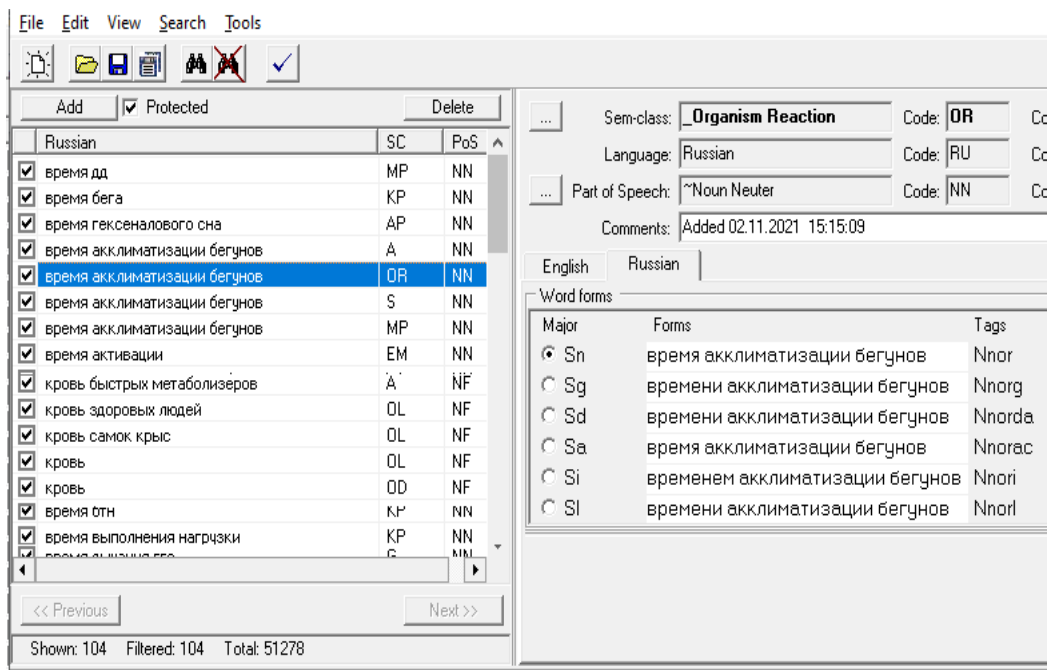 File Edit View Search Tools
Add Protected Delete
Russian SC PoS
время дд MP NN
время бега KP NN
время гексеналового сна AP NN
время акклиматизации бегунов A NN
время акклиматизации бегунов OR NN
время акклиматизации бегунов S NN
время акклиматизации бегунов MP NN
время активации EM NN
кровь быстрых метаболизеров A NF
кровь здоровых людей OL NF
кровь самок крыс OL NF
кровь OL NF
кровь OD NF
время отн KP NN
время выполнения нагрузки KP NN
<< Previous Next >>
Shown: 104 Filtered: 104 Total: 51278
... Sem-class: _Organism Reaction Code: OR Co
Language: Russian Code: RU Co
... Part of Speech: ~Noun Neuter Code: NN Co
Comments: Added 02.11.2021 15:15:09
English Russian
Word forms
Major Forms Tags
Sn время акклиматизации бегунов Nnor
Sg времени акклиматизации бегунов Nnorg
Sd времени акклиматизации бегунов Nnorda
Sa время акклиматизации бегунов Nnorac
Si временем акклиматизации бегунов Nnori
Sl времени акклиматизации бегунов Nnorl